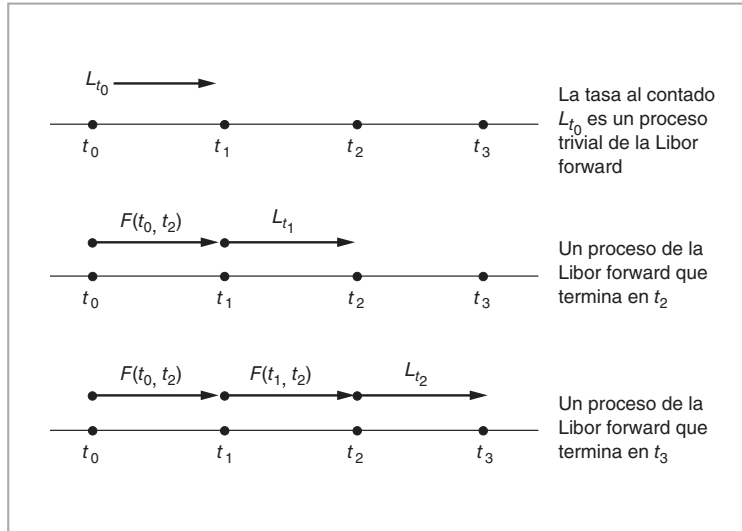 L_{t_0}
t_0 t_1 t_2 t_3
La tasa al contado
L_{t_0} es un proceso
trivial de la Libor
forward
F(t_0, t_2) L_{t_1}
t_0 t_1 t_2 t_3
Un proceso de la
Libor forward que
termina en t_2
F(t_0, t_2) F(t_1, t_2) L_{t_2}
t_0 t_1 t_2 t_3
Un proceso de la
Libor forward que
termina en t_3